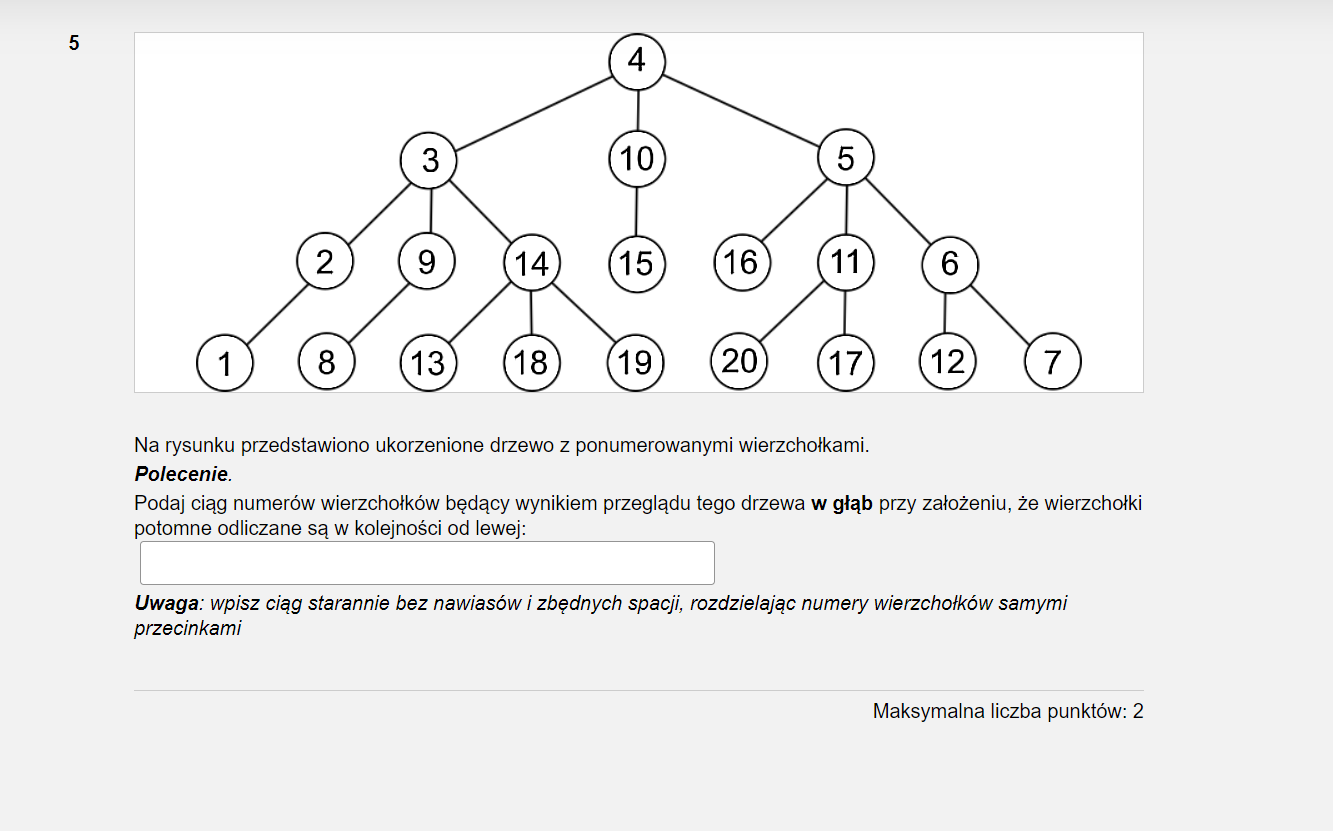 5
4
3 10 5
2 9 14 15 16 11 6
1 8 13 18 19 20 17 12 7
Na rysunku przedstawiono ukorzenione drzewo z ponumerowanymi wierzchołkami.
Polecenie.
Podaj ciąg numerów wierzchołków będący wynikiem przeglądu tego drzewa w głąb przy założeniu, że wierzchołki
potomne odliczane są w kolejności od lewej:
Uwaga: wpisz ciąg starannie bez nawiasów i zbędnych spacji, rozdzielając numery wierzchołków samymi
przecinkami
Maksymalna liczba punktów: 2